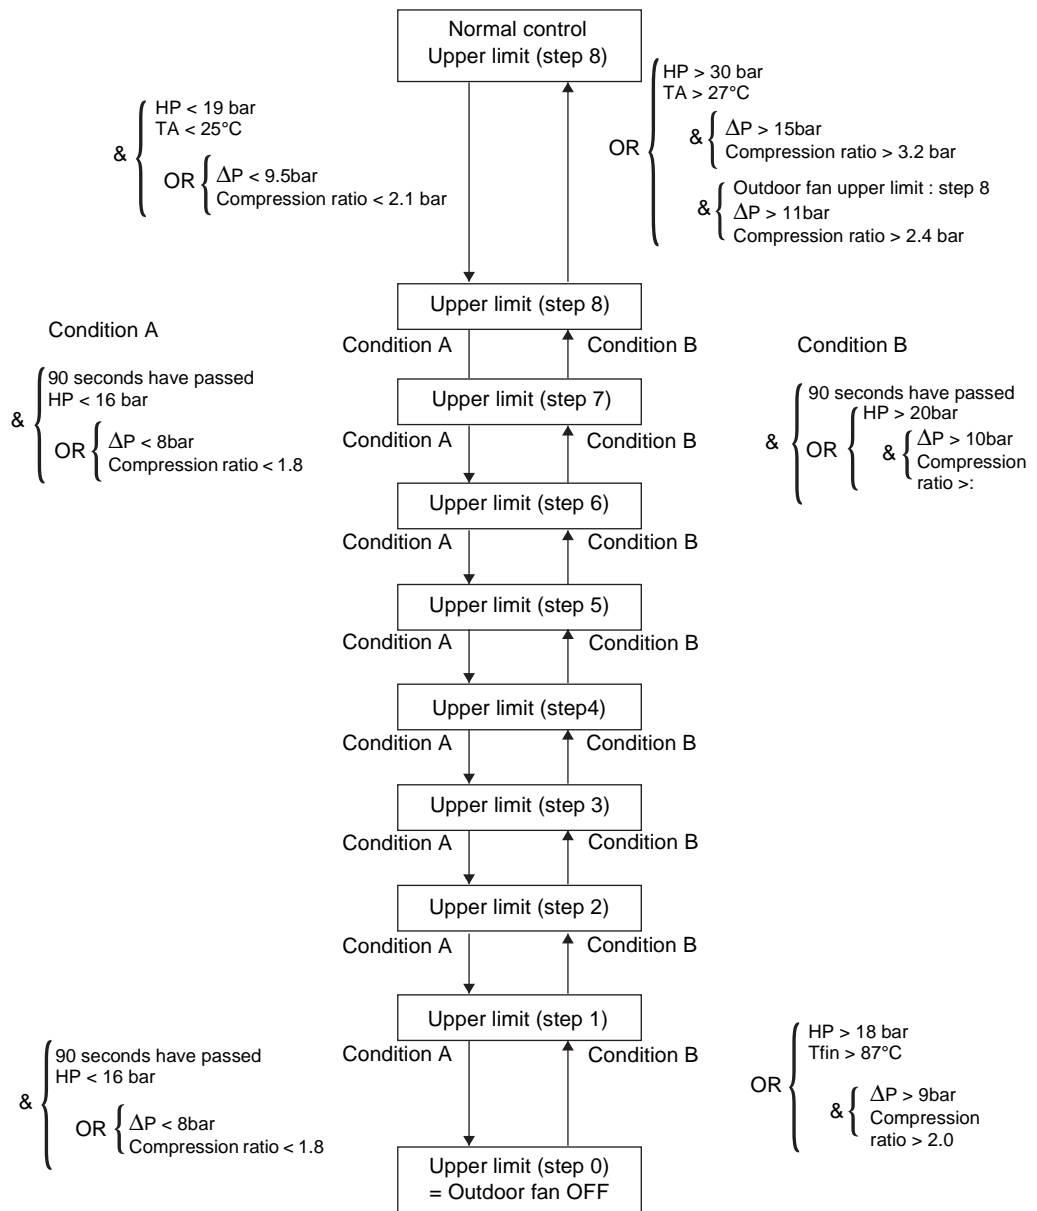 Normal control
Upper limit (step 8)
HP < 19 bar
TA < 25°C
&
OR
ΔP < 9.5bar
Compression ratio < 2.1 bar
HP > 30 bar
TA > 27°C
OR
&
ΔP > 15bar
Compression ratio > 3.2 bar
&
Outdoor fan upper limit : step 8
ΔP > 11bar
Compression ratio > 2.4 bar
Upper limit (step 8)
Condition A
Condition A
Condition B
Condition B
90 seconds have passed
HP < 16 bar
&
OR
ΔP < 8bar
Compression ratio < 1.8
Upper limit (step 7)
90 seconds have passed
HP > 20bar
&
OR
&
ΔP > 10bar
Compression
ratio >:
Condition A
Condition B
Upper limit (step 6)
Condition A
Condition B
Upper limit (step 5)
Condition A
Condition B
Upper limit (step4)
Condition A
Condition B
Upper limit (step 3)
Condition A
Condition B
Upper limit (step 2)
Condition A
Condition B
Upper limit (step 1)
Condition A
Condition B
90 seconds have passed
HP < 16 bar
&
OR
ΔP < 8bar
Compression ratio < 1.8
HP > 18 bar
Tfin > 87°C
OR
&
ΔP > 9bar
Compression
ratio > 2.0
Upper limit (step 0)
= Outdoor fan OFF